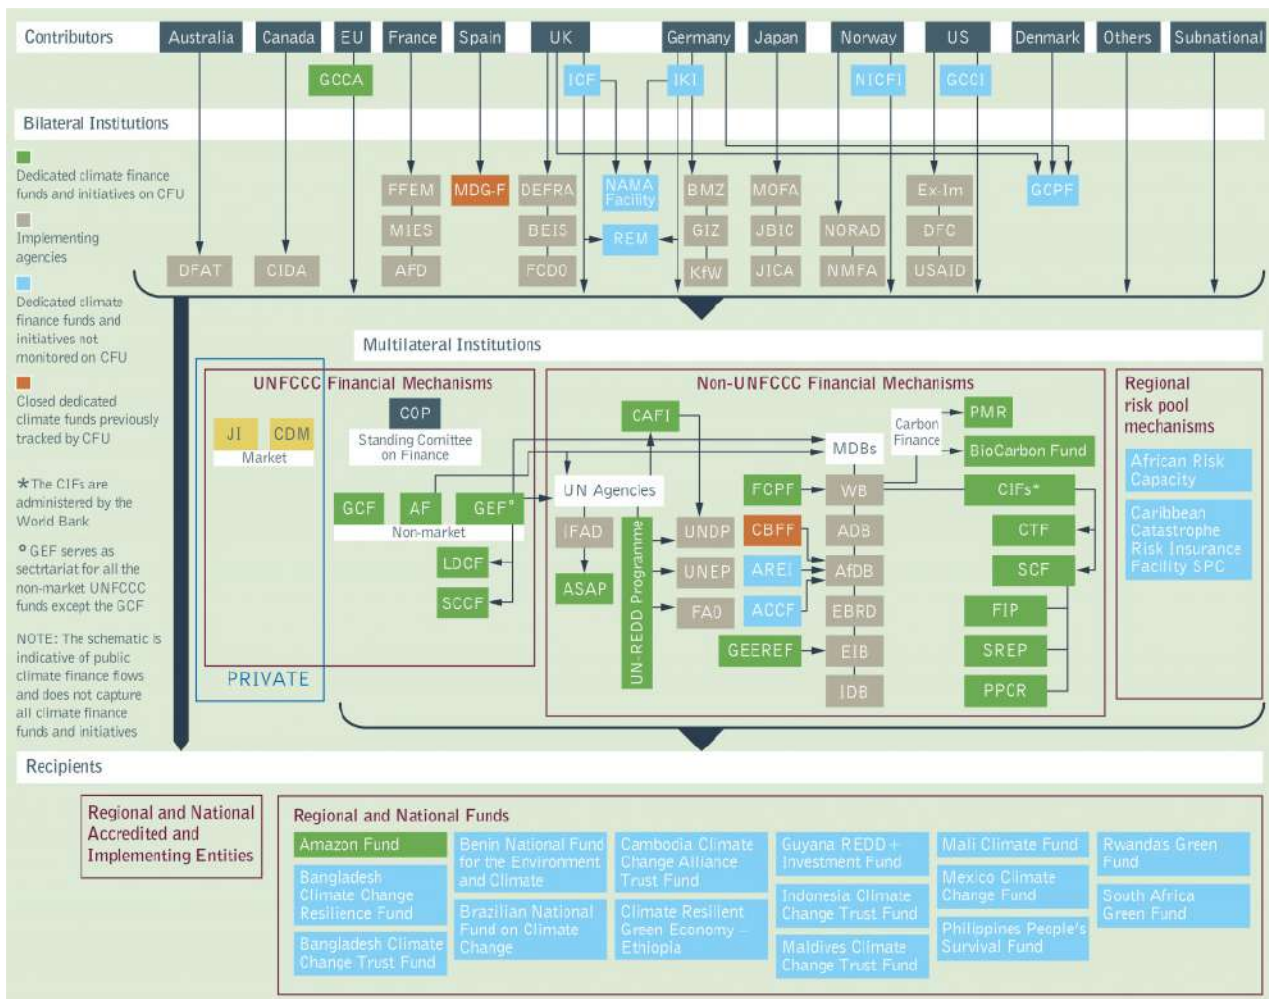 Contributors
Australia
Canada
EU
France
Spain
UK
Germany
Japan
Norway
US
Denmark
Others
Subnational
GCCA
ICF
IKI
NICFI
GCCI
Bilateral Institutions
Dedicated climate finance
funds and initiatives on CFU
Implementing
agencies
Dedicated climate
finance funds and
initiatives not
monitored on CFU
Closed dedicated
climate funds previously
tracked by CFU
*The CIFs are
administered by the
World Bank
° GEF serves as
secrtariat for all the
non-market UNFCCC
funds except the GCF
NOTE: The schematic is
indicative of public
climate finance flows
and does not capture
all climate finance
funds and initiatives
FFEM
MDG-F
DEFRA
NAMA
Facility
BMZ
MOFA
Ex-Im
GCPF
MIES
BEIS
REM
GIZ
JBIC
NORAD
DFC
DFAT
CIDA
AfD
FCDO
KfW
JICA
NMFA
USAID
Multilateral Institutions
UNFCCC Financial Mechanisms
JI
CDM
Market
COP
Standing Comittee
on Finance
GCF
AF
GEF°
Non-market
LDCF
SCCF
PRIVATE
Non-UNFCCC Financial Mechanisms
CAFI
MDBs
Carbon
Finance
PMR
BioCarbon Fund
UN Agencies
FCPF
WB
CIFs*
IFAD
UN-REDD Programme
UNDP
CBFF
ADB
CTF
ASAP
UNEP
AREI
AfDB
SCF
FAO
ACCF
EBRD
FIP
GEEREF
EIB
SREP
IDB
PPCR
Regional
risk pool
mechanisms
African Risk
Capacity
Caribbean
Catastrophe
Risk Insurance
Facility SPC
Recipients
Regional and National
Accredited and
Implementing Entities
Regional and National Funds
Amazon Fund
Bangladesh
Climate Change
Resilience Fund
Bangladesh Climate
Change Trust Fund
Benin National Fund
for the Environment
and Climate
Brazilian National
Fund on Climate
Change
Cambodia Climate
Change Alliance
Trust Fund
Climate Resilient
Green Economy –
Ethiopia
Guyana REDD+
Investment Fund
Indonesia Climate
Change Trust Fund
Maldives Climate
Change Trust Fund
Mali Climate Fund
Mexico Climate
Change Fund
Philippines People's
Survival Fund
Rwanda's Green
Fund
South Africa
Green Fund